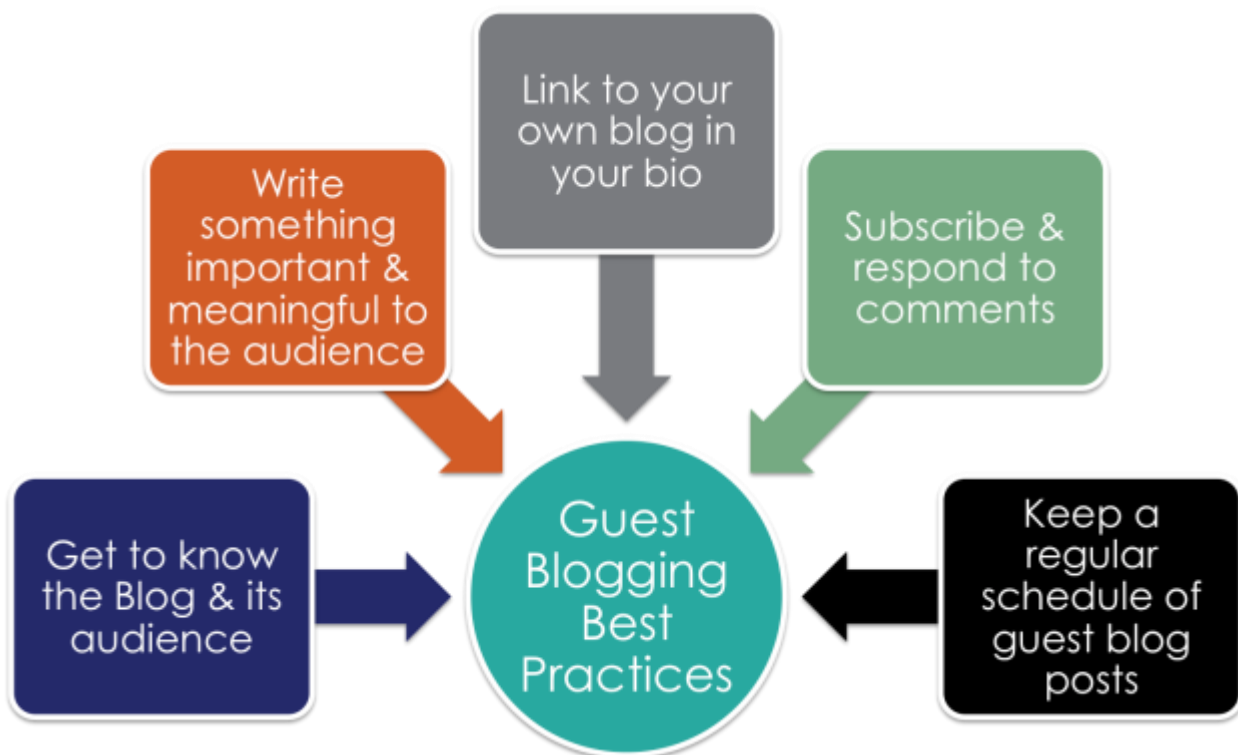 Get to know
the Blog & its
audience
Write
something
important &
meaningful to
the audience
Link to your
own blog in
your bio
Subscribe &
respond to
comments
Keep a
regular
schedule of
guest blog
posts
Guest
Blogging
Best
Practices